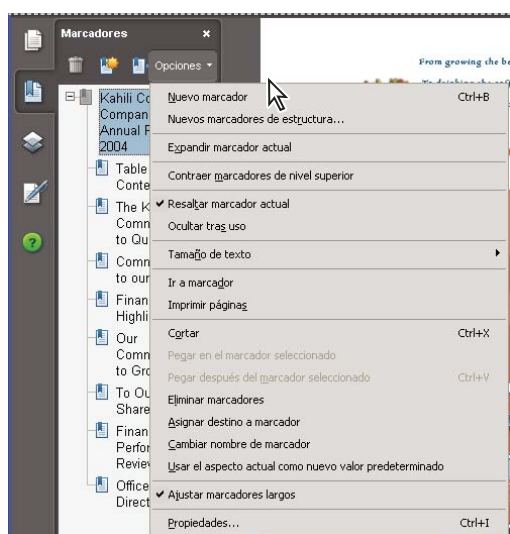 Marcadores
x
Opciones
From growing the be
Kahili Co
Compan
Annual
2004
Table
Conte
The K
Comn
to Qu
Comn
to our
Finan
Highli
Our
Comn
to Gro
To Ou
Share
Finan
Perfor
Review
Office
Direct
Nuevo marcador Ctrl+B
Nuevos marcadores de estructura...
Expandir marcador actual
Contraer marcadores de nivel superior
Resaltar marcador actual
Ocultar tras uso
Tamaño de texto
Ir a marcador
Imprimir páginas
Cortar Ctrl+X
Pegar en el marcador seleccionado
Pegar después del marcador seleccionado Ctrl+V
Eliminar marcadores
Asignar destino a marcador
Cambiar nombre de marcador
Usar el aspecto actual como nuevo valor predeterminado
Ajustar marcadores largos
Propiedades... Ctrl+I